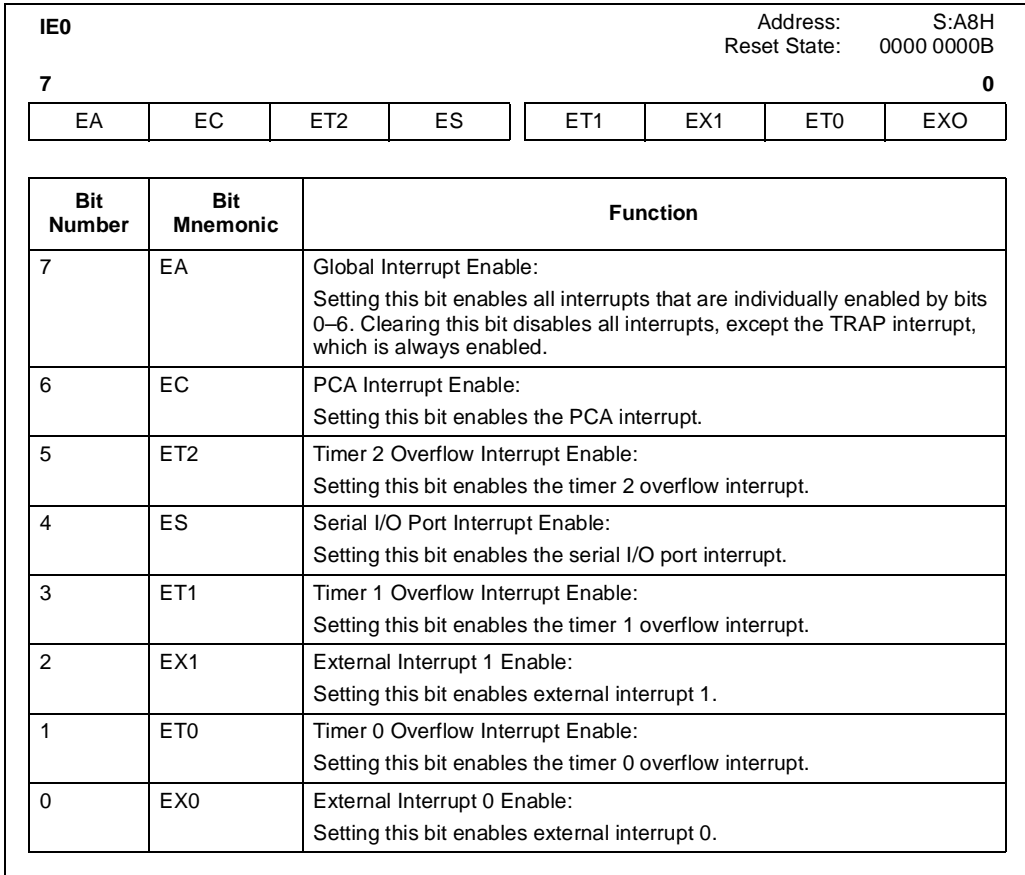 IE0 Address: S:A8H
Reset State: 0000 0000B
7 0
EA EC ET2 ES ET1 EX1 ET0 EXO
Bit Number Bit Mnemonic Function
7 EA Global Interrupt Enable:
Setting this bit enables all interrupts that are individually enabled by bits
0–6. Clearing this bit disables all interrupts, except the TRAP interrupt,
which is always enabled.
6 EC PCA Interrupt Enable:
Setting this bit enables the PCA interrupt.
5 ET2 Timer 2 Overflow Interrupt Enable:
Setting this bit enables the timer 2 overflow interrupt.
4 ES Serial I/O Port Interrupt Enable:
Setting this bit enables the serial I/O port interrupt.
3 ET1 Timer 1 Overflow Interrupt Enable:
Setting this bit enables the timer 1 overflow interrupt.
2 EX1 External Interrupt 1 Enable:
Setting this bit enables external interrupt 1.
1 ET0 Timer 0 Overflow Interrupt Enable:
Setting this bit enables the timer 0 overflow interrupt.
0 EX0 External Interrupt 0 Enable:
Setting this bit enables external interrupt 0.